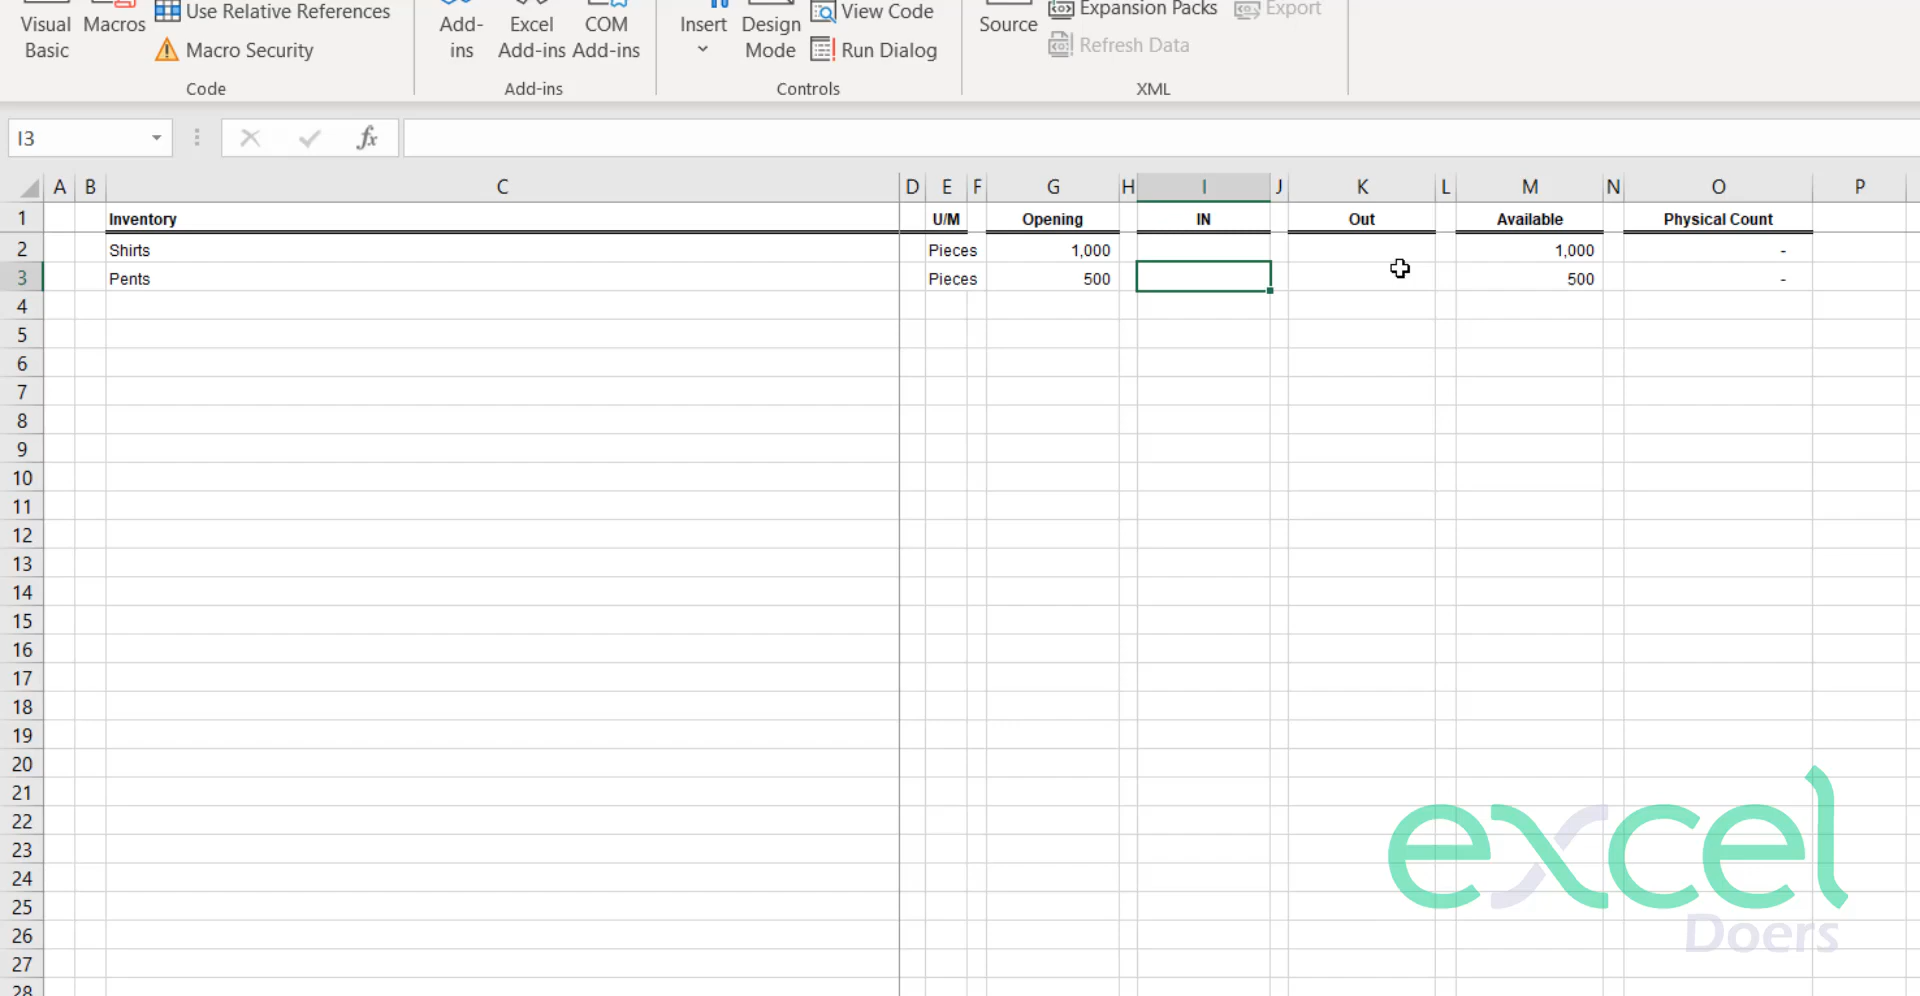 Use Relative References
Visual Basic
Macros
Macro Security
Code
Add-ins
Excel Add-ins
COM Add-ins
Add-ins
Insert
Design Mode
View Code
Run Dialog
Controls
Source
Expansion Packs
Export
Refresh Data
XML
I3
fx
A B C D E F G H I J K L M N O P
1 Inventory U/M Opening IN Out Available Physical Count
2 Shirts Pieces 1,000 1,000 -
3 Pents Pieces 500 500 -
4
5
6
7
8
9
10
11
12
13
14
15
16
17
18
19
20
21
22
23
24
25
26
27
28
excel
Doers